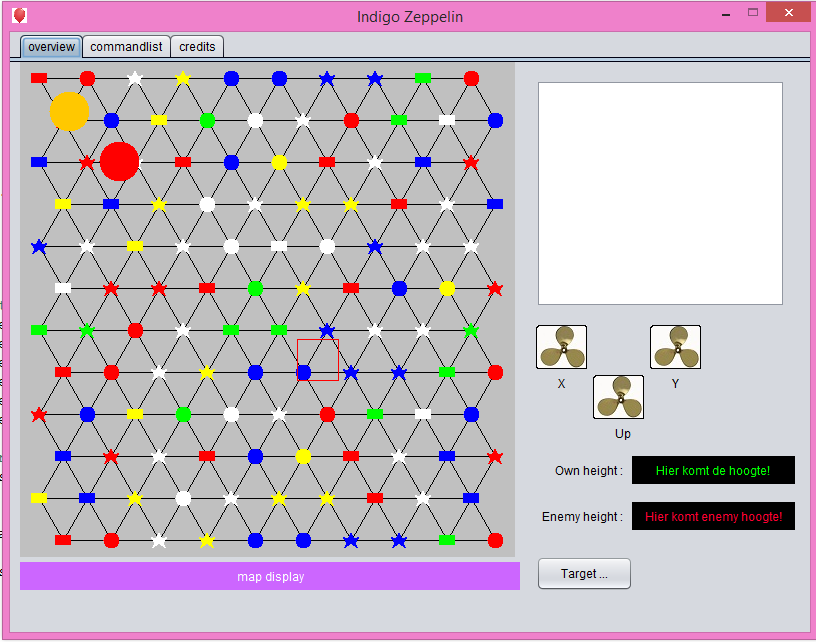 Indigo Zeppelin
overview commandlist credits
X Y
Up
Own height : Hier komt de hoogte!
Enemy height : Hier komt enemy hoogte!
map display
Target ...